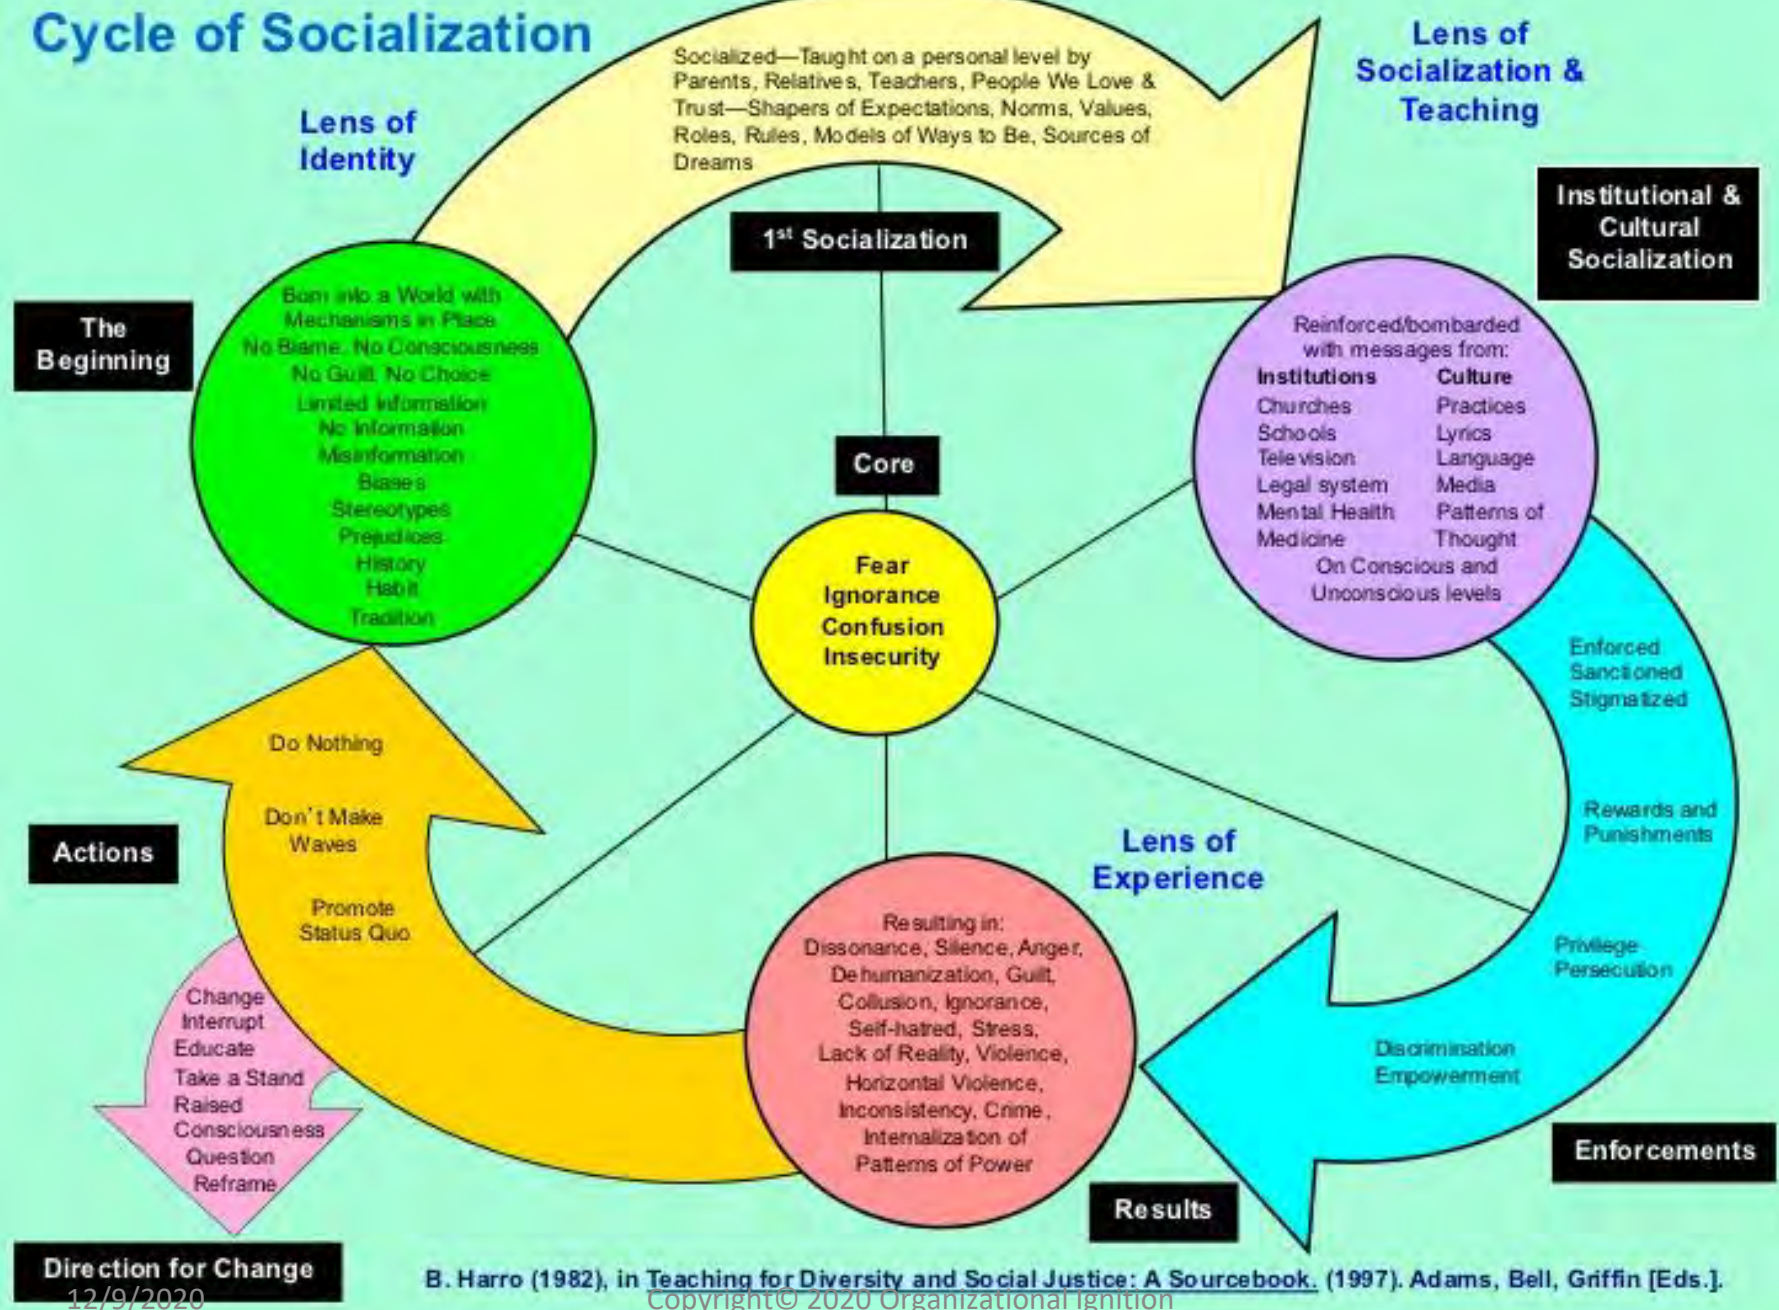 Cycle of Socialization
Lens of
Identity
Socialized—Taught on a personal level by
Parents, Relatives, Teachers, People We Love &
Trust—Shapers of Expectations, Norms, Values,
Roles, Rules, Models of Ways to Be, Sources of
Dreams
Lens of
Socialization &
Teaching
1st Socialization
Institutional &
Cultural
Socialization
The
Beginning
Born into a World with
Mechanisms in Place
No Blame, No Consciousness
No Guilt, No Choice
Limited Information
No Information
Misinformation
Biases
Stereotypes
Prejudices
History
Habit
Tradition
Reinforced/bombarded
with messages from:
Institutions Culture
Churches Practices
Schools Lyrics
Television Language
Legal system Media
Mental Health Patterns of
Medicine Thought
On Conscious and
Unconscious levels
Core
Fear
Ignorance
Confusion
Insecurity
Enforced
Sanctioned
Stigmatized
Rewards and
Punishments
Privilege
Persecution
Discrimination
Empowerment
Enforcements
Lens of
Experience
Resulting in:
Dissonance, Silence, Anger,
Dehumanization, Guilt,
Collusion, Ignorance,
Self-hatred, Stress,
Lack of Reality, Violence,
Horizontal Violence,
Inconsistency, Crime,
Internalization of
Patterns of Power
Results
Do Nothing
Don't Make
Waves
Promote
Status Quo
Actions
Change
Interrupt
Educate
Take a Stand
Raised
Consciousness
Question
Reframe
Direction for Change
B. Harro (1982), in Teaching for Diversity and Social Justice: A Sourcebook. (1997). Adams, Bell, Griffin [Eds.].
12/9/2020
Copyright© 2020 Organizational Ignition